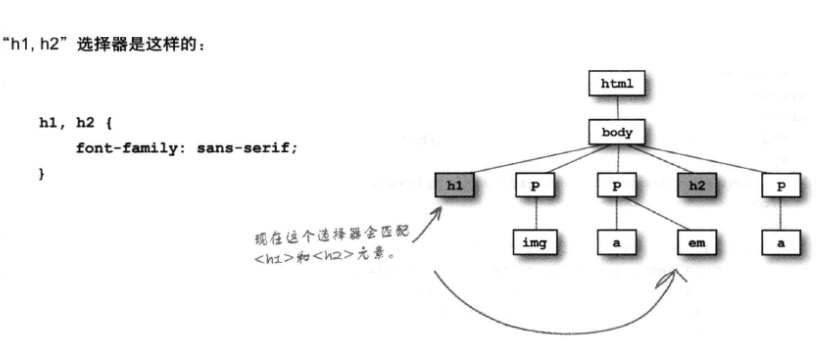 “h1, h2”选择器是这样的：
h1, h2 {
font-family: sans-serif;
}
现在这个选择器会匹配
<h1>和<h2>元素。
html
body
h1 p p h2 p
img a em a